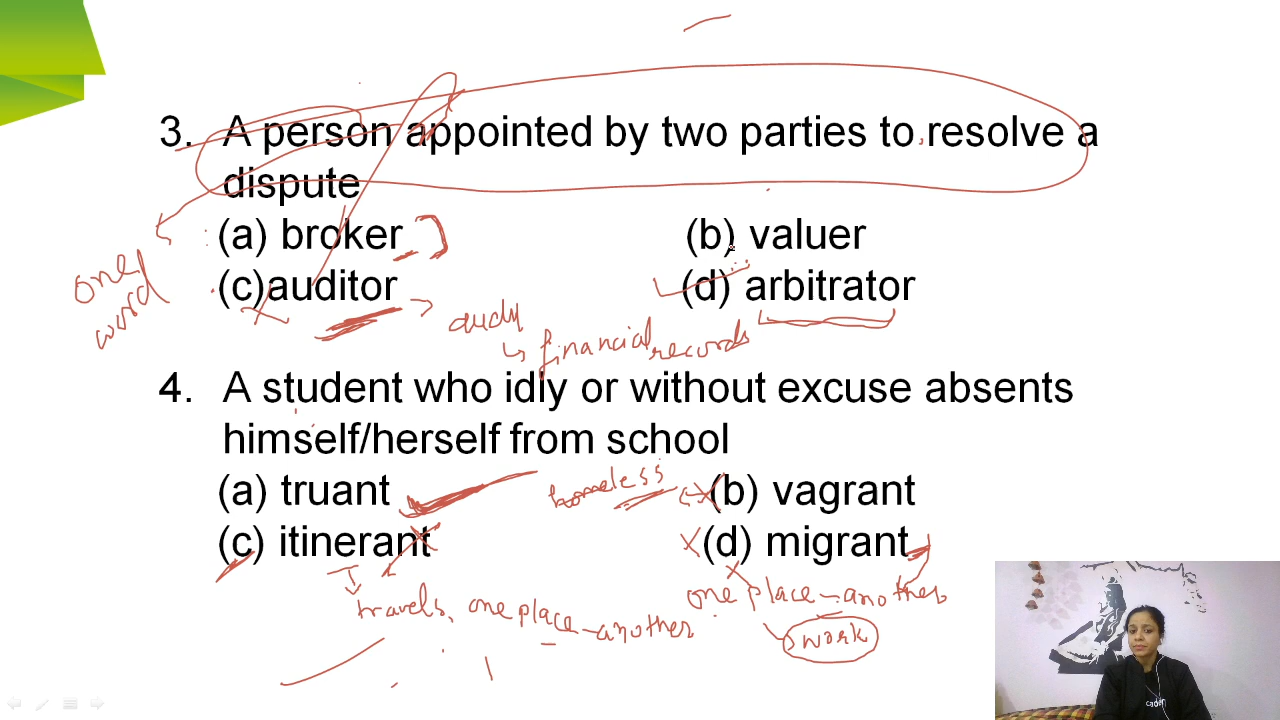 3. A person appointed by two parties to resolve a
dispute
(a) broker (b) valuer
one word
(c)auditor (d) arbitrator
financial records
4. A student who idly or without excuse absents
himself/herself from school
(a) truant homeless (b) vagrant
(c) itinerant (d) migrant
travels, one place - another one place - another
work